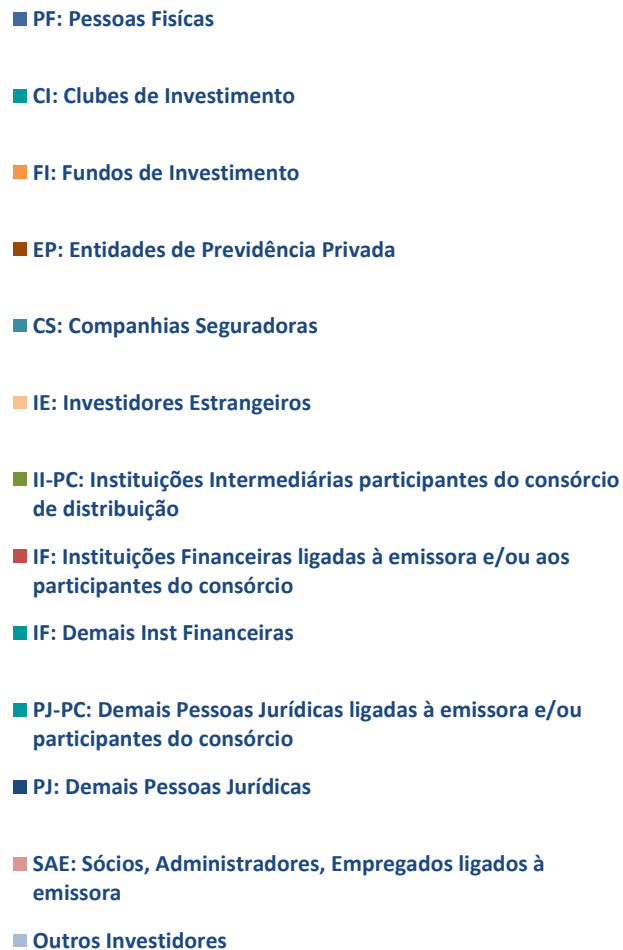 PF: Pessoas Fisícas
CI: Clubes de Investimento
FI: Fundos de Investimento
EP: Entidades de Previdência Privada
CS: Companhias Seguradoras
IE: Investidores Estrangeiros
II-PC: Instituições Intermediárias participantes do consórcio
de distribuição
IF: Instituições Financeiras ligadas à emissora e/ou aos
participantes do consórcio
IF: Demais Inst Financeiras
PJ-PC: Demais Pessoas Jurídicas ligadas à emissora e/ou
participantes do consórcio
PJ: Demais Pessoas Jurídicas
SAE: Sócios, Administradores, Empregados ligados à
emissora
Outros Investidores